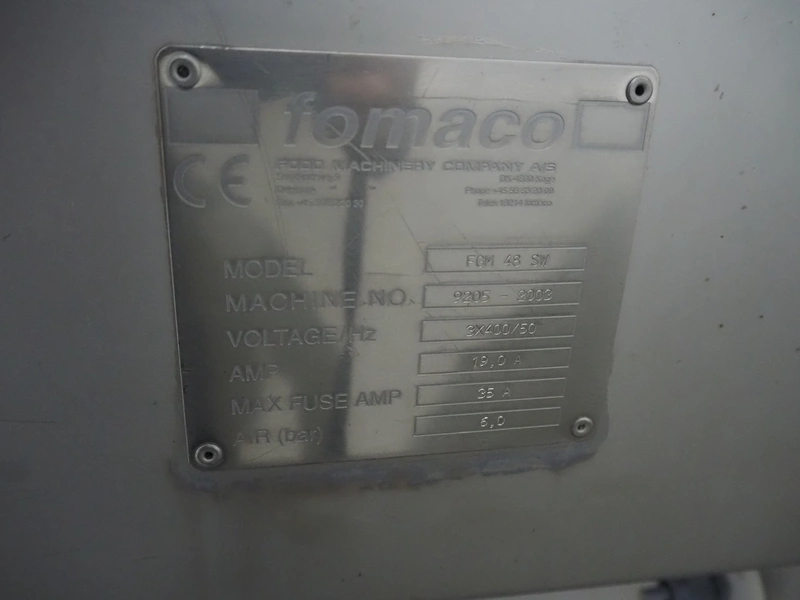 fomaco
FOOD MACHINERY COMPANY A/S
CE
MODEL FGM 48 SW
MACHINE NO. 9205 - 2003
VOLTAGE/Hz 3X400/50
AMP 19,0 A
MAX FUSE AMP 35 A
AIR (bar) 6,0